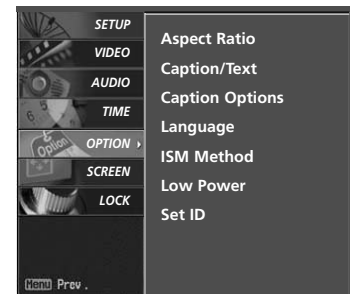 SETUP
VIDEO
AUDIO
TIME
OPTION
SCREEN
LOCK
Menu Prev.
Aspect Ratio
Caption/Text
Caption Options
Language
ISM Method
Low Power
Set ID